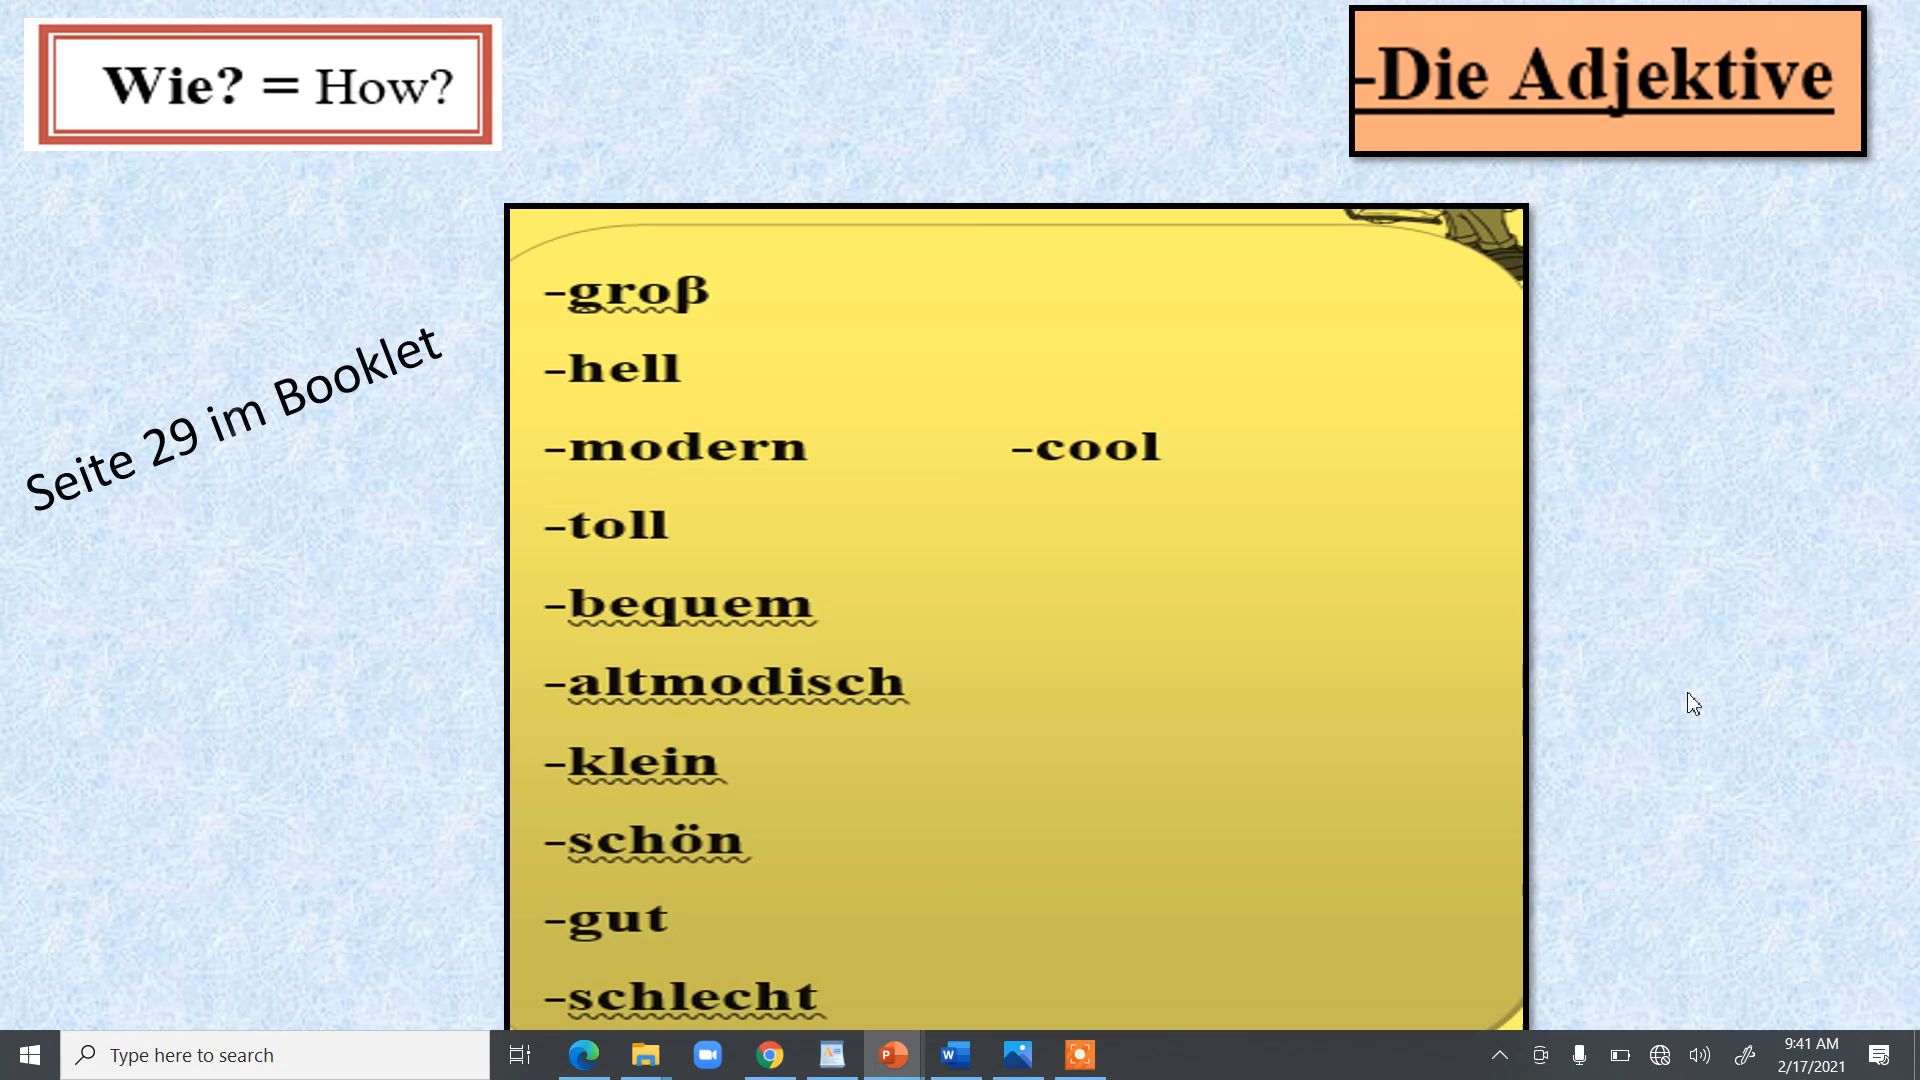 Wie? = How?
-Die Adjektive
Seite 29 im Booklet
-groβ
-hell
-modern -cool
-toll
-bequem
-altmodisch
-klein
-schön
-gut
-schlecht
Type here to search
9:41 AM
2/17/2021